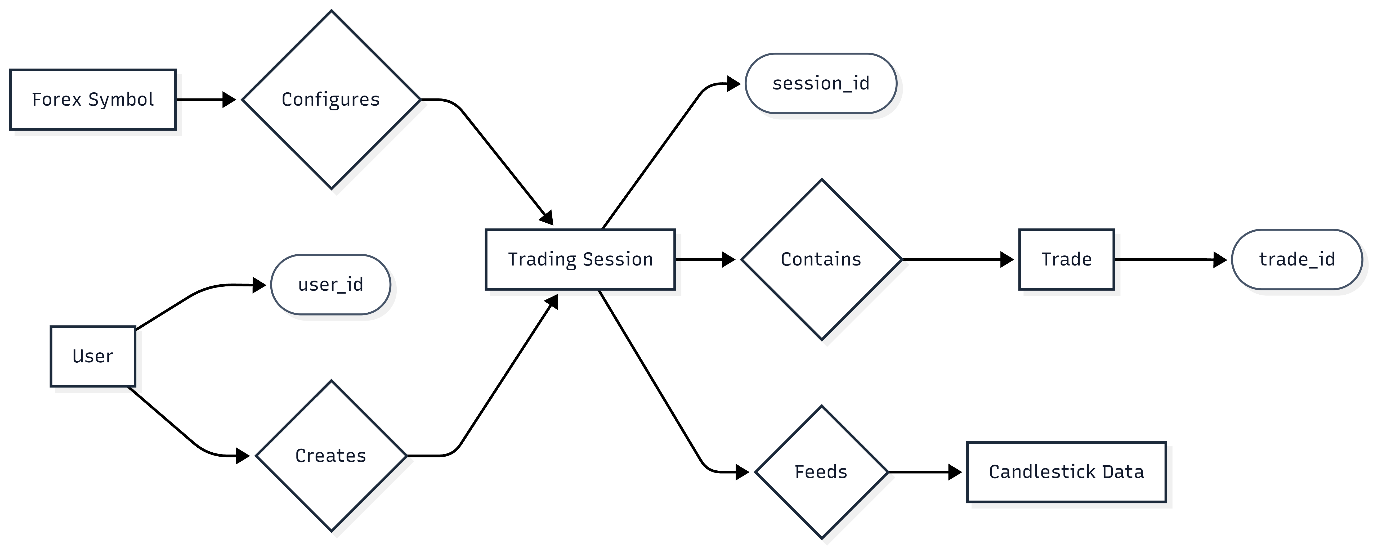 session_id
Forex Symbol
Configures
Trading Session
Contains
Trade
trade_id
user_id
User
Creates
Feeds
Candlestick Data